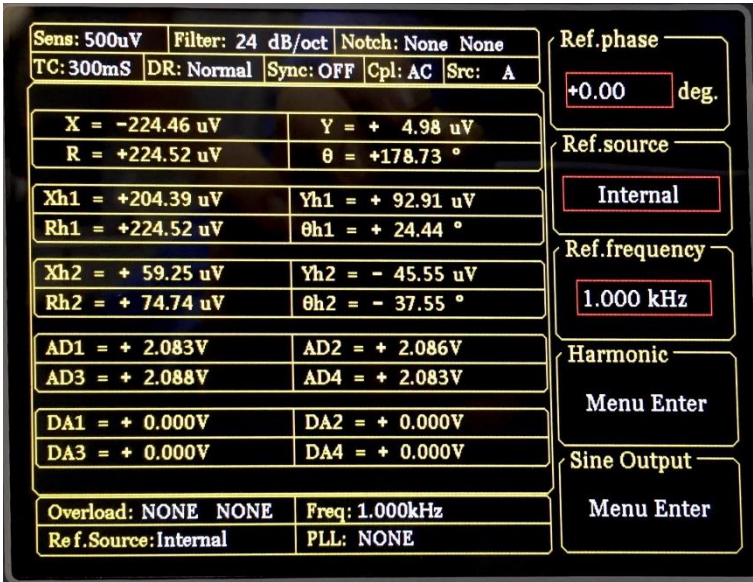 Sens: 500uV Filter: 24 dB/oct Notch: None None
TC: 300mS DR: Normal Sync: OFF Cpl: AC Src: A
X = -224.46 uV Y = + 4.98 uV
R = +224.52 uV θ = +178.73 °
Xh1 = +204.39 uV Yh1 = + 92.91 uV
Rh1 = +224.52 uV θh1 = + 24.44 °
Xh2 = + 59.25 uV Yh2 = - 45.55 uV
Rh2 = + 74.74 uV θh2 = - 37.55 °
AD1 = + 2.083V AD2 = + 2.086V
AD3 = + 2.088V AD4 = + 2.083V
DA1 = + 0.000V DA2 = + 0.000V
DA3 = + 0.000V DA4 = + 0.000V
Overload: NONE NONE Freq: 1.000kHz
Ref.Source: Internal PLL: NONE
Ref.phase
+0.00 deg.
Ref.source
Internal
Ref.frequency
1.000 kHz
Harmonic
Menu Enter
Sine Output
Menu Enter